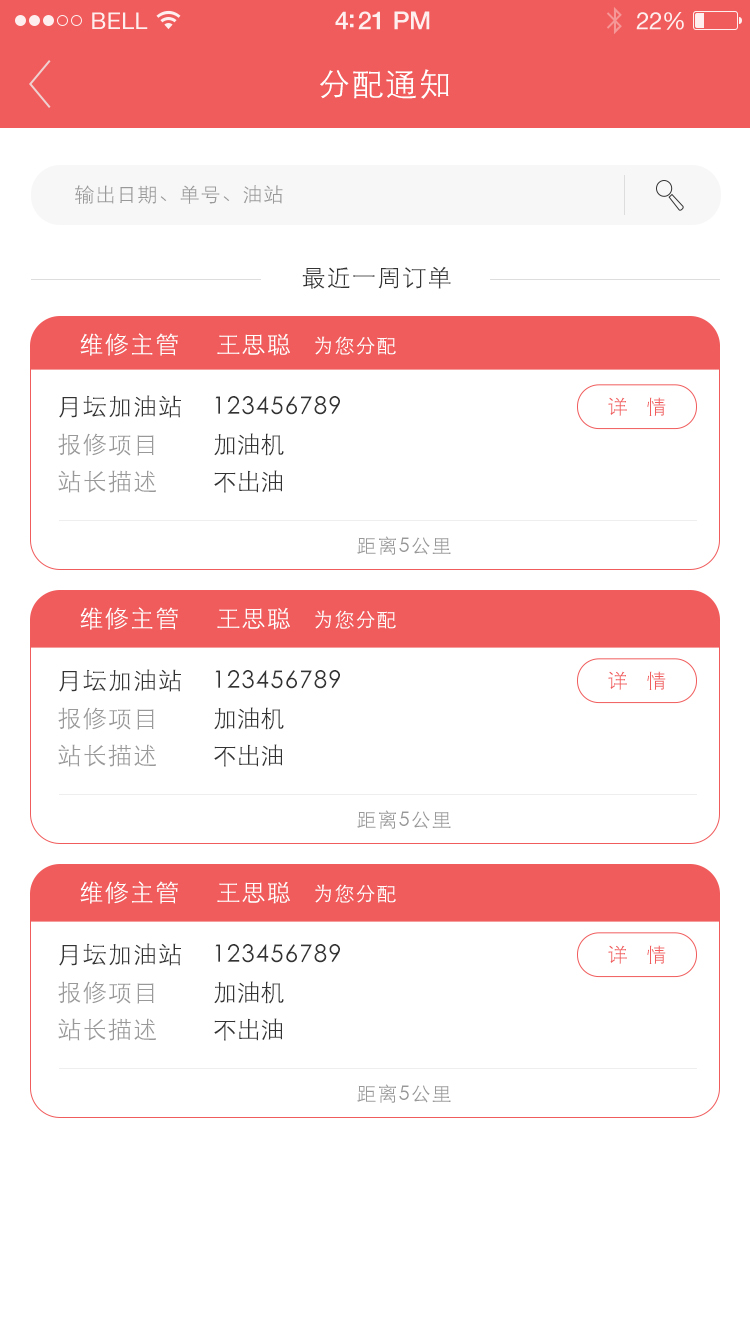 BELL 4:21 PM 22%
分配通知
输出日期、单号、油站
最近一周订单
维修主管 王思聪 为您分配
月坛加油站 123456789 详 情
报修项目 加油机
站长描述 不出油
距离5公里
维修主管 王思聪 为您分配
月坛加油站 123456789 详 情
报修项目 加油机
站长描述 不出油
距离5公里
维修主管 王思聪 为您分配
月坛加油站 123456789 详 情
报修项目 加油机
站长描述 不出油
距离5公里